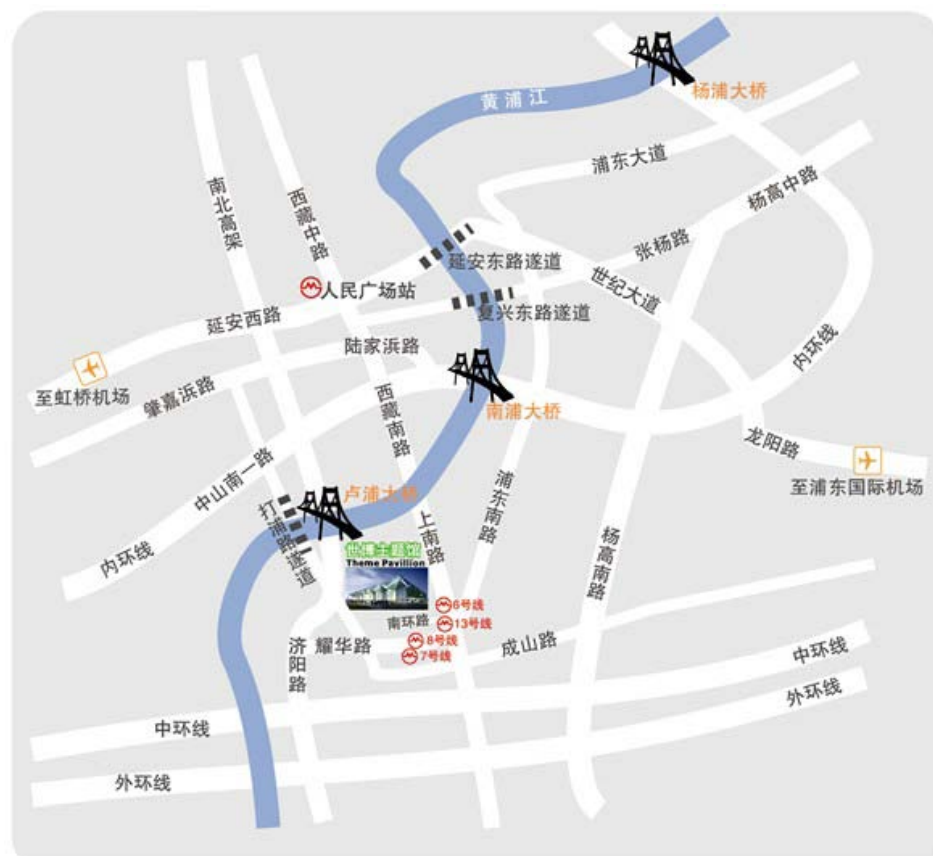 杨浦大桥
黄浦江
浦东大道
南北高架
西藏中路
杨高中路
张杨路
延安东路遂道
世纪大道
人民广场站
复兴东路遂道
延安西路
陆家浜路
内环线
至虹桥机场
肇嘉浜路
西藏南路
南浦大桥
龙阳路
中山南一路
浦东南路
至浦东国际机场
卢浦大桥
打浦路遂道
上南路
杨高南路
内环线
世博主题馆
Theme Pavillion
南环路
6号线
13号线
8号线
7号线
济阳路
耀华路
成山路
中环线
外环线
中环线
外环线